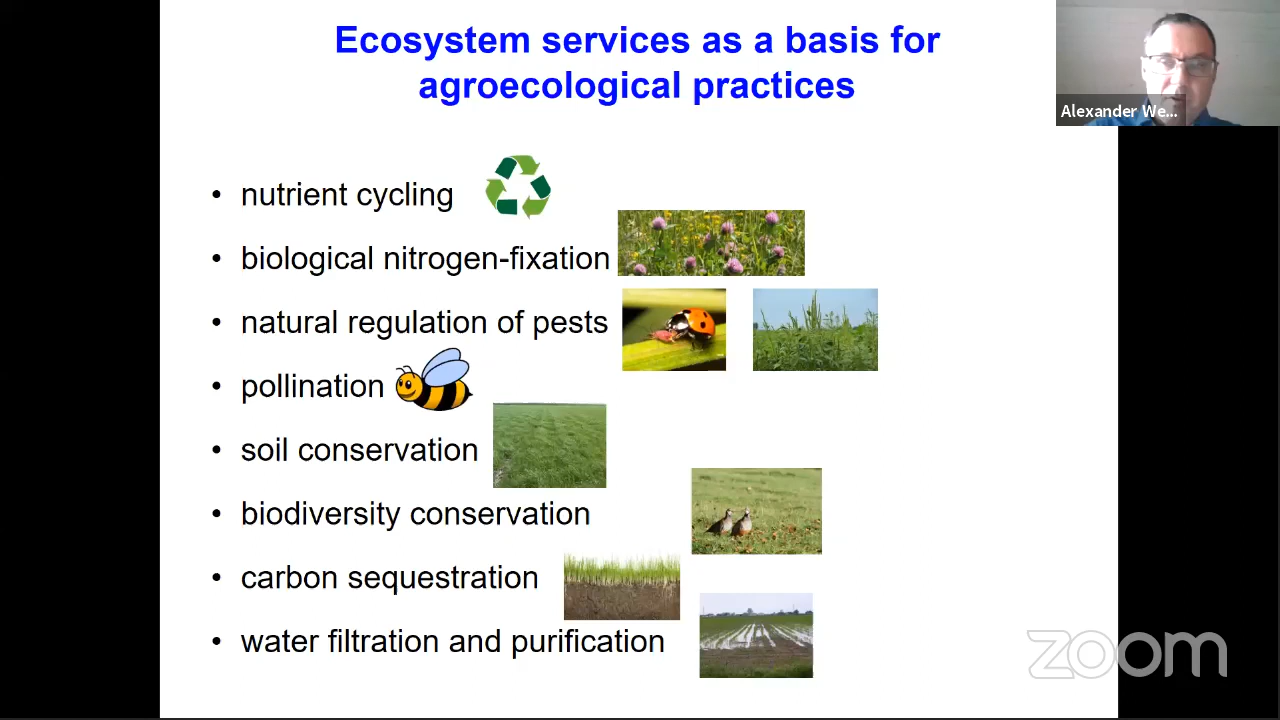 Ecosystem services as a basis for
agroecological practices
Alexander We...
• nutrient cycling
• biological nitrogen-fixation
• natural regulation of pests
• pollination
• soil conservation
• biodiversity conservation
• carbon sequestration
• water filtration and purification
zoom